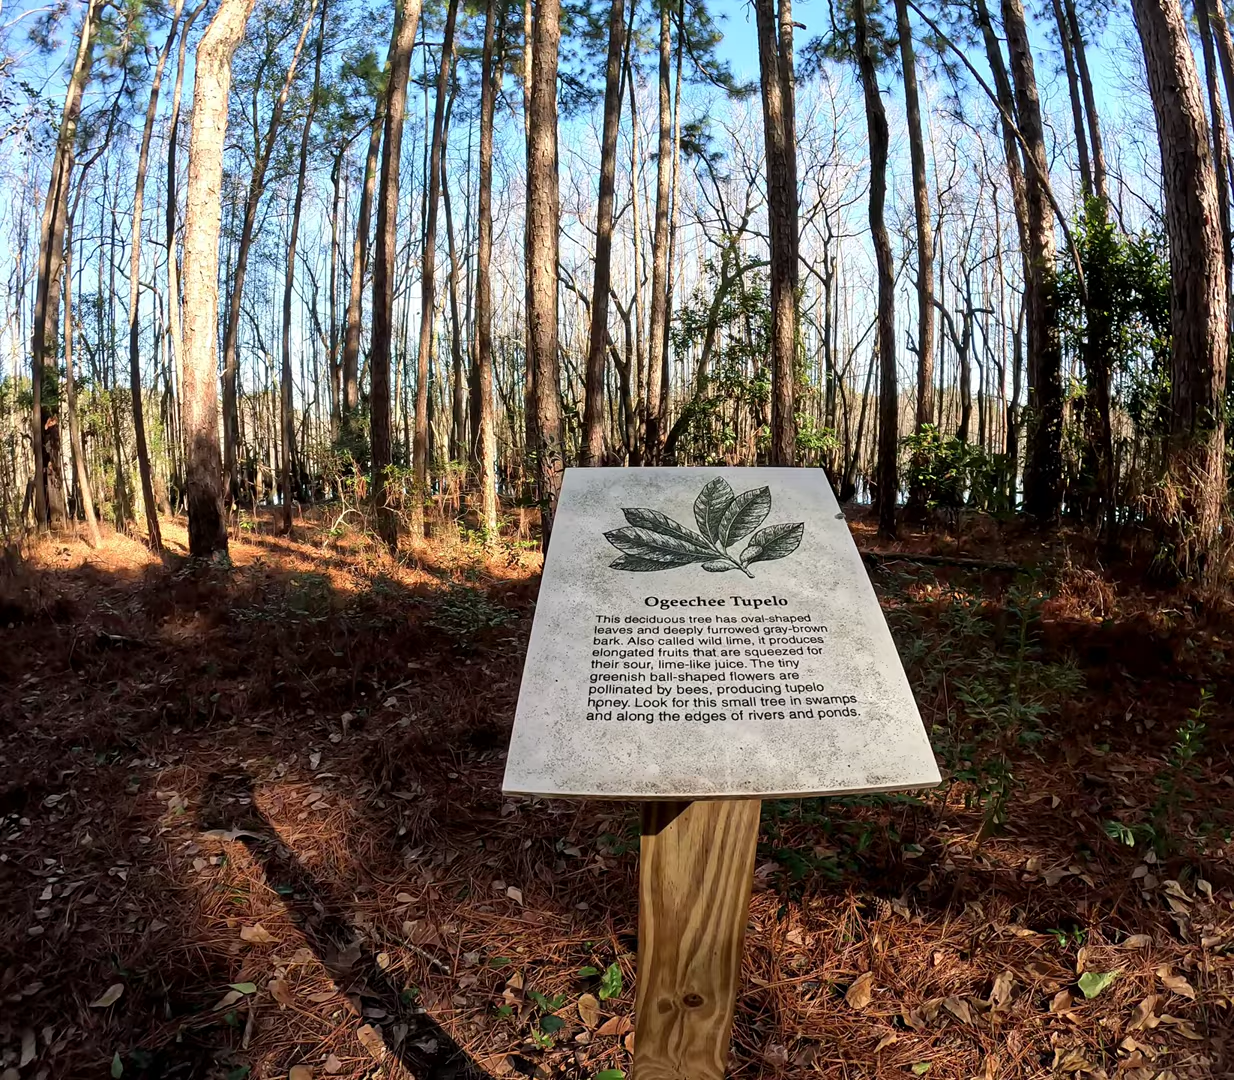 Ogeechee Tupelo
This deciduous tree has oval-shaped
leaves and deeply furrowed gray-brown
bark. Also called wild lime, it produces
elongated fruits that are squeezed for
their sour, lime-like juice. The tiny
greenish ball-shaped flowers are
pollinated by bees, producing tupelo
honey. Look for this small tree in swamps
and along the edges of rivers and ponds.